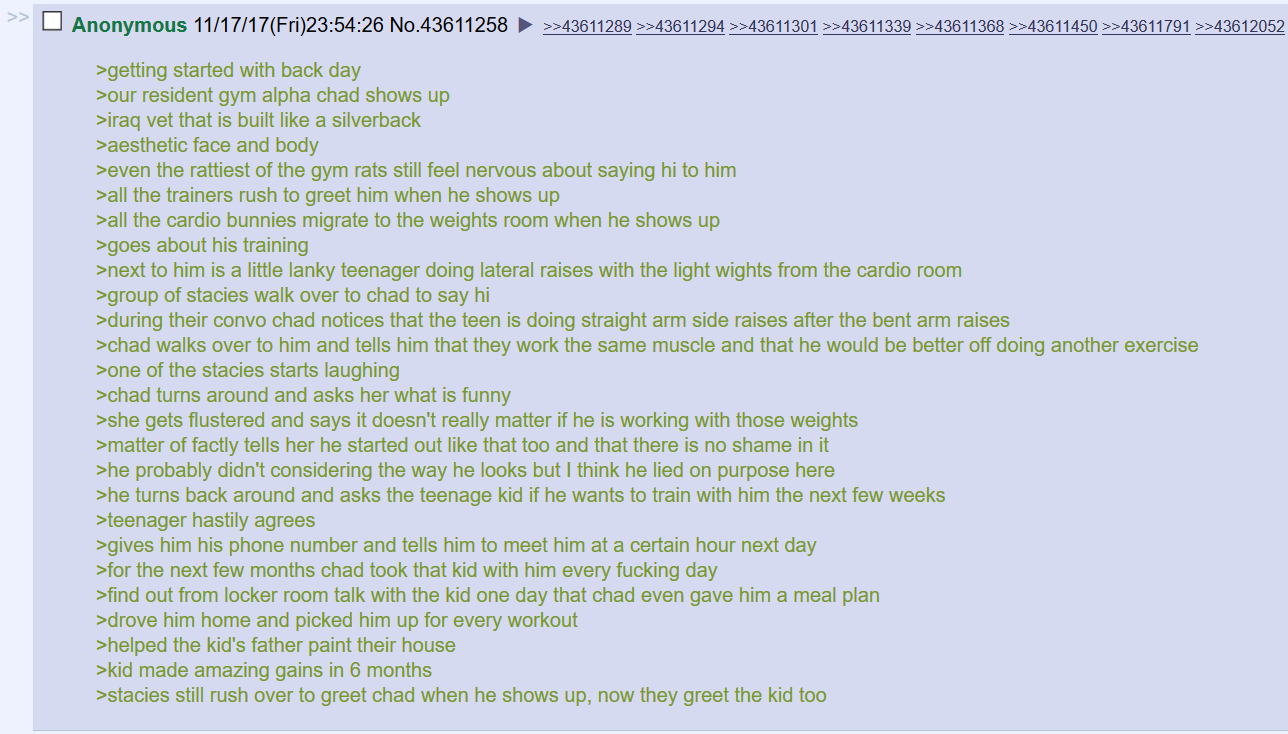 >> Anonymous 11/17/17(Fri)23:54:26 No.43611258 ▶ >>43611289 >>43611294 >>43611301 >>43611339 >>43611368 >>43611450 >>43611791 >>43612052
>getting started with back day
>our resident gym alpha chad shows up
>iraq vet that is built like a silverback
>aesthetic face and body
>even the rattiest of the gym rats still feel nervous about saying hi to him
>all the trainers rush to greet him when he shows up
>all the cardio bunnies migrate to the weights room when he shows up
>goes about his training
>next to him is a little lanky teenager doing lateral raises with the light wights from the cardio room
>group of stacies walk over to chad to say hi
>during their convo chad notices that the teen is doing straight arm side raises after the bent arm raises
>chad walks over to him and tells him that they work the same muscle and that he would be better off doing another exercise
>one of the stacies starts laughing
>chad turns around and asks her what is funny
>she gets flustered and says it doesn't really matter if he is working with those weights
>matter of factly tells her he started out like that too and that there is no shame in it
>he probably didn't considering the way he looks but I think he lied on purpose here
>he turns back around and asks the teenage kid if he wants to train with him the next few weeks
>teenager hastily agrees
>gives him his phone number and tells him to meet him at a certain hour next day
>for the next few months chad took that kid with him every fucking day
>find out from locker room talk with the kid one day that chad even gave him a meal plan
>drove him home and picked him up for every workout
>helped the kid's father paint their house
>kid made amazing gains in 6 months
>stacies still rush over to greet chad when he shows up, now they greet the kid too